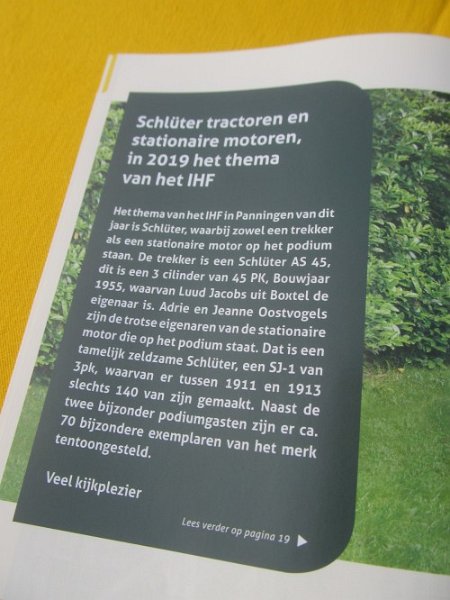 Schlüter tractoren en
stationaire motoren,
in 2019 het thema
van het IHF
Het thema van het IHF in Panningen van dit
jaar is Schlüter, waarbij zowel een trekker
als een stationaire motor op het podium
staan. De trekker is een Schlüter AS 45,
dit is een 3 cilinder van 45 PK, Bouwjaar
1955, waarvan Luud Jacobs uit Boxtel de
eigenaar is. Adrie en Jeanne Oostvogels
zijn de trotse eigenaren van de stationaire
motor die op het podium staat. Dat is een
tamelijk zeldzame Schlüter, een SJ-1 van
3pk, waarvan er tussen 1911 en 1913
slechts 140 van zijn gemaakt. Naast de
twee bijzonder podiumgasten zijn er ca.
70 bijzondere exemplaren van het merk
tentoongesteld.
Veel kijkplezier
Lees verder op pagina 19